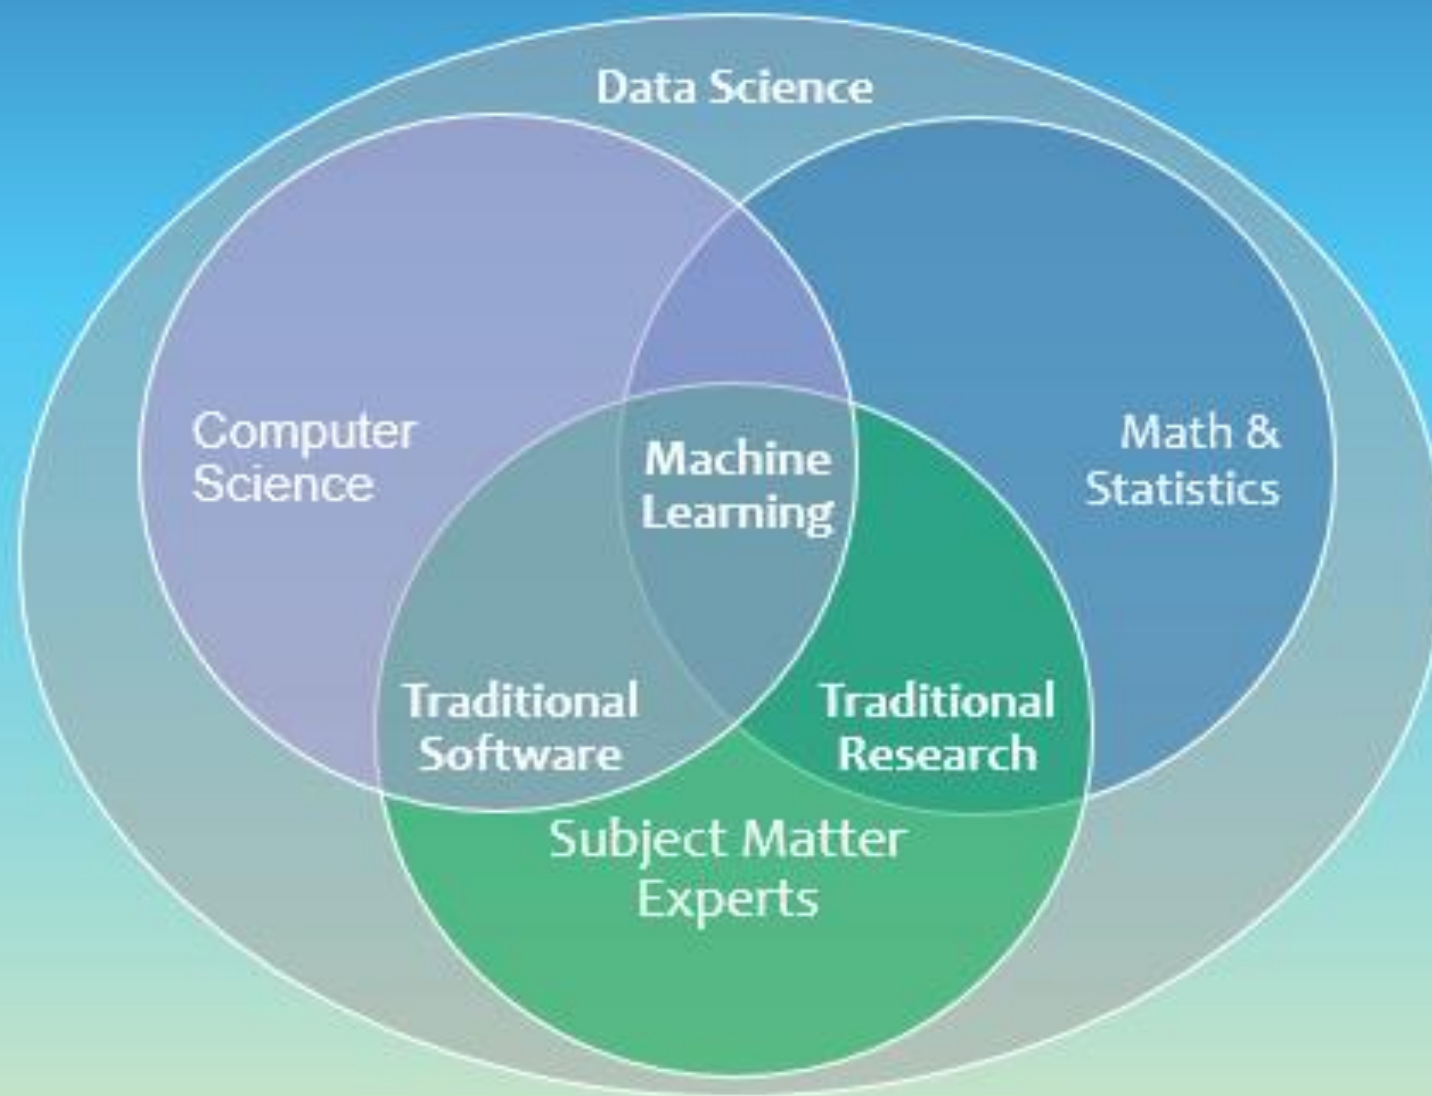 Data Science
Computer
Science
Math &
Statistics
Machine
Learning
Traditional
Software
Traditional
Research
Subject Matter
Experts